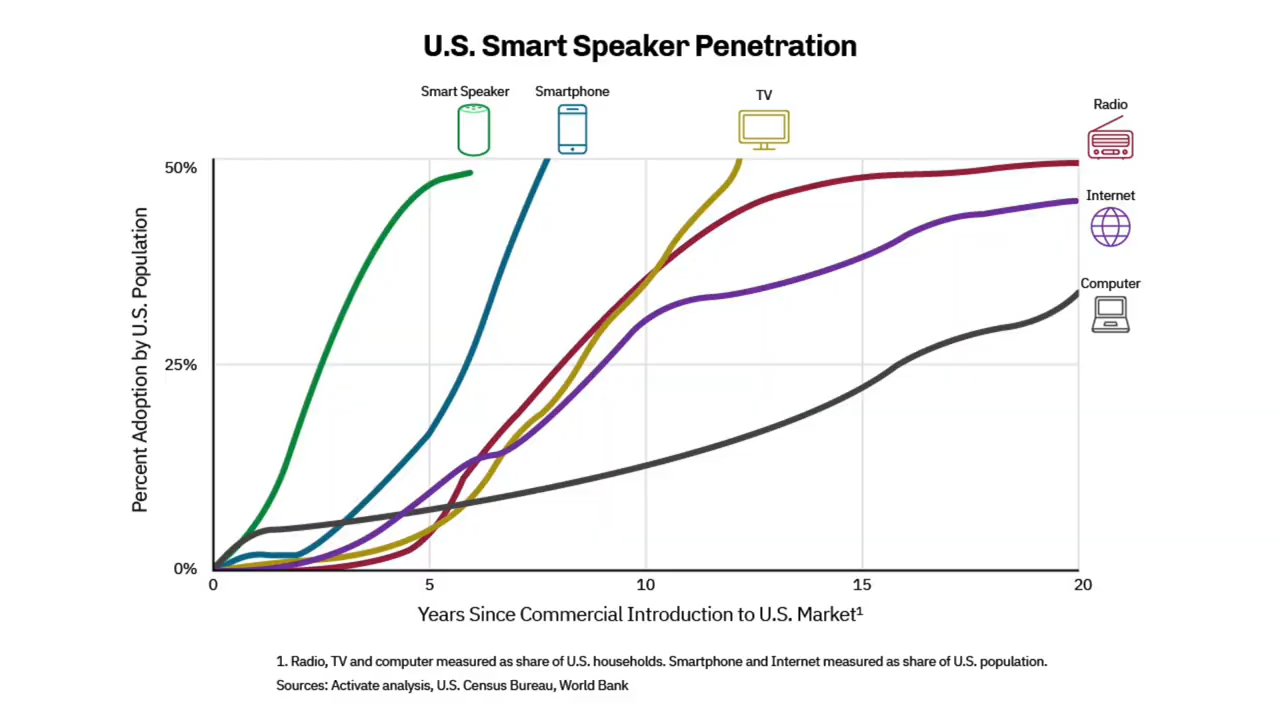 U.S. Smart Speaker Penetration
Smart Speaker
Smartphone
TV
Radio
50%
Internet
Computer
25%
0%
Percent Adoption by U.S. Population
0
5
10
15
20
Years Since Commercial Introduction to U.S. Market¹
1. Radio, TV and computer measured as share of U.S. households. Smartphone and Internet measured as share of U.S. population.
Sources: Activate analysis, U.S. Census Bureau, World Bank